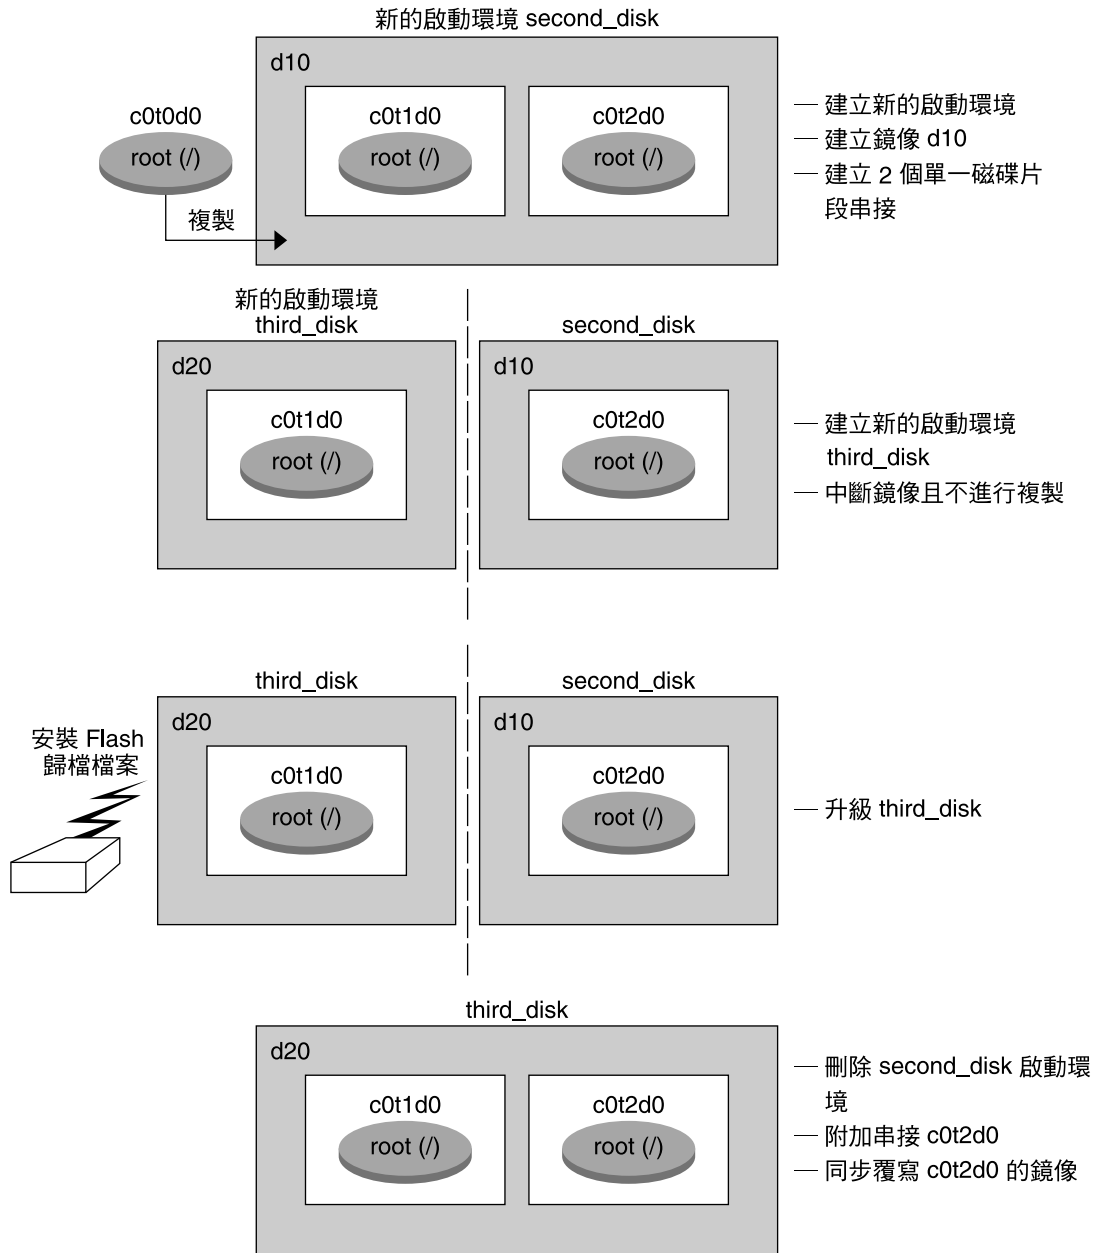 新的啟動環境 second_disk
d10
c0t0d0
root (/)
複製
c0t1d0
root (/)
c0t2d0
root (/)
— 建立新的啟動環境
— 建立鏡像 d10
— 建立 2 個單一磁碟片
段串接
新的啟動環境
third_disk
d20
c0t1d0
root (/)
second_disk
d10
c0t2d0
root (/)
— 建立新的啟動環境
third_disk
— 中斷鏡像且不進行複製
安裝 Flash
歸檔檔案
third_disk
d20
c0t1d0
root (/)
second_disk
d10
c0t2d0
root (/)
— 升級 third_disk
third_disk
d20
c0t1d0
root (/)
c0t2d0
root (/)
— 刪除 second_disk 啟動環
境
— 附加串接 c0t2d0
— 同步覆寫 c0t2d0 的鏡像